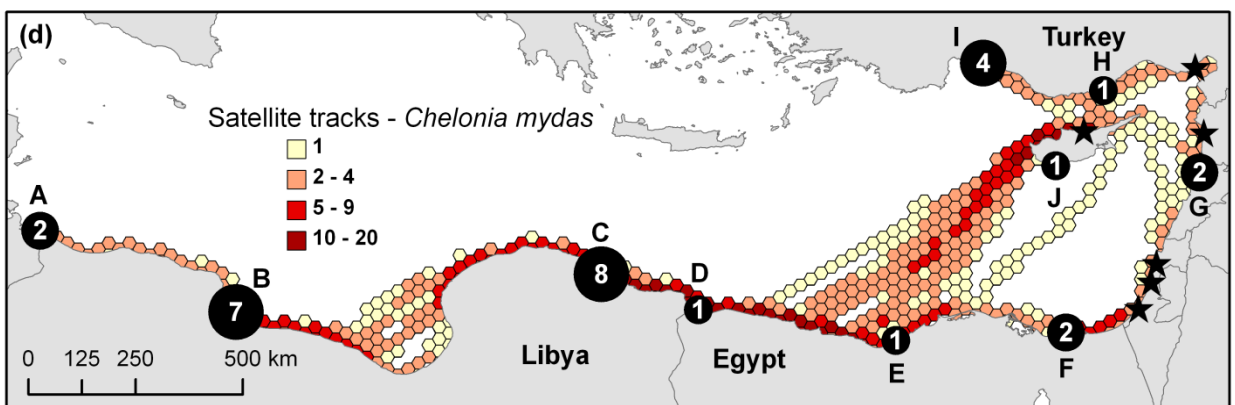 (d)
I
Turkey
4
H
1
Satellite tracks - Chelonia mydas
1
2 - 4
5 - 9
10 - 20
1
J
2
G
A
2
B
7
C
8
D
1
0 125 250 500 km
Libya
Egypt
1
E
2
F